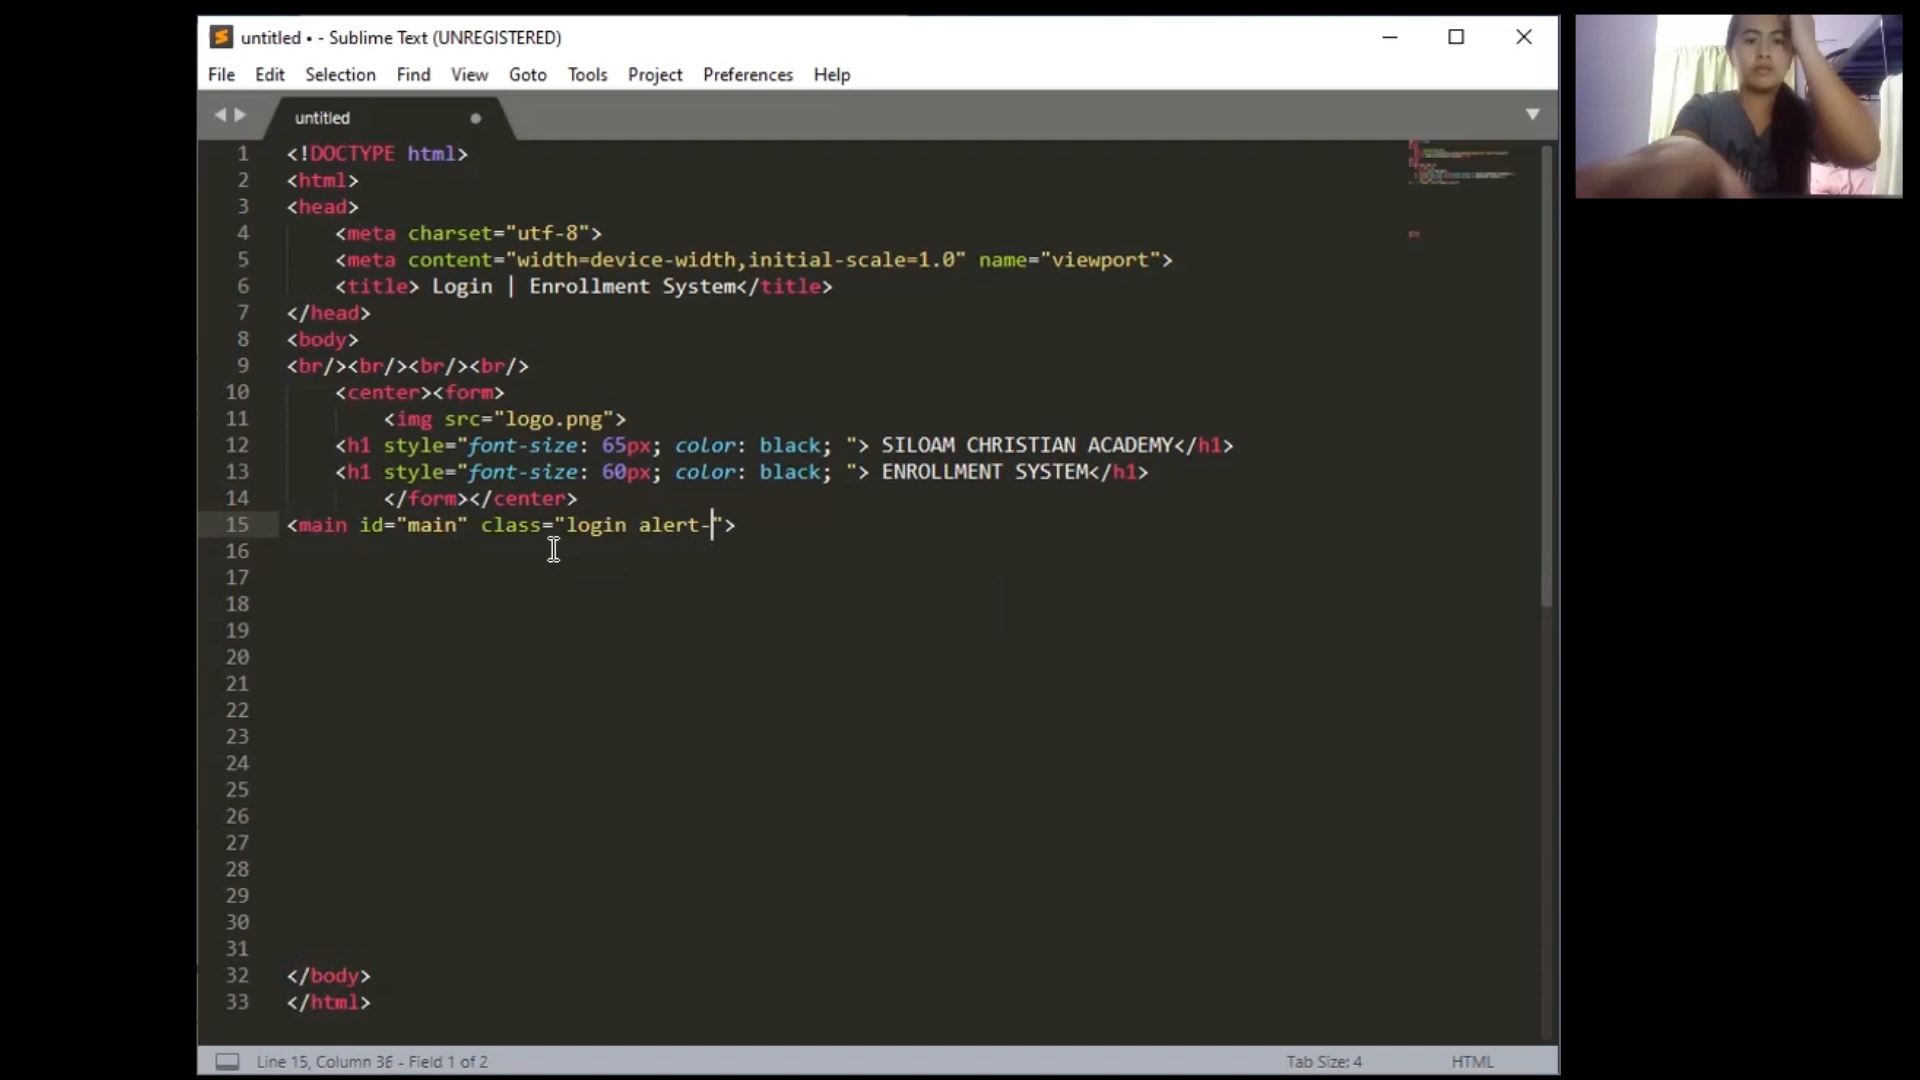 untitled • - Sublime Text (UNREGISTERED)
File Edit Selection Find View Goto Tools Project Preferences Help
untitled
1 <!DOCTYPE html>
2 <html>
3 <head>
4 <meta charset="utf-8">
5 <meta content="width=device-width,initial-scale=1.0" name="viewport">
6 <title> Login | Enrollment System</title>
7 </head>
8 <body>
9 <br/><br/><br/><br/>
10 <center><form>
11 <img src="logo.png">
12 <h1 style="font-size: 65px; color: black; "> SILOAM CHRISTIAN ACADEMY</h1>
13 <h1 style="font-size: 60px; color: black; "> ENROLLMENT SYSTEM</h1>
14 </form></center>
15 <main id="main" class="login alert-">
16
17
18
19
20
21
22
23
24
25
26
27
28
29
30
31
32 </body>
33 </html>
Line 15, Column 36 - Field 1 of 2 Tab Size: 4 HTML